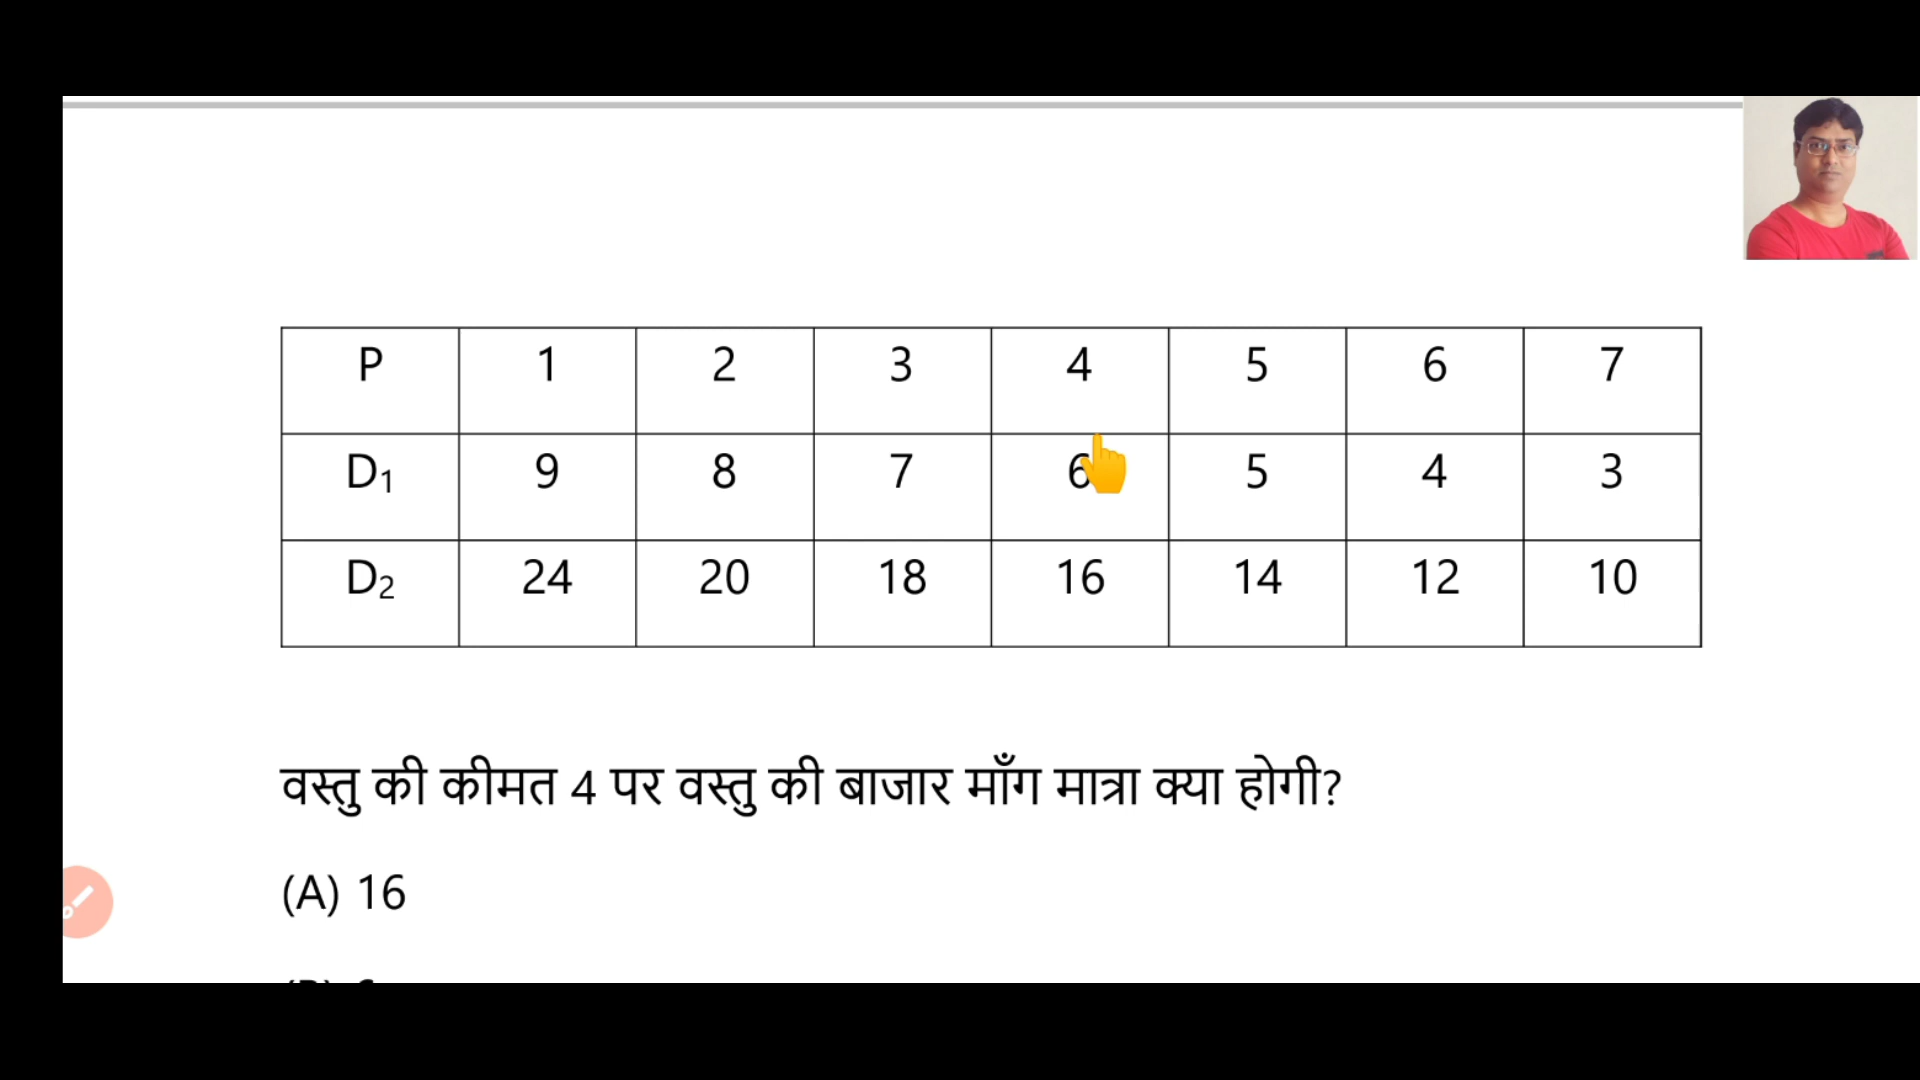 P 1 2 3 4 5 6 7
D₁ 9 8 7 6 5 4 3
D₂ 24 20 18 16 14 12 10
वस्तु की कीमत 4 पर वस्तु की बाजार माँग मात्रा क्या होगी?
(A) 16